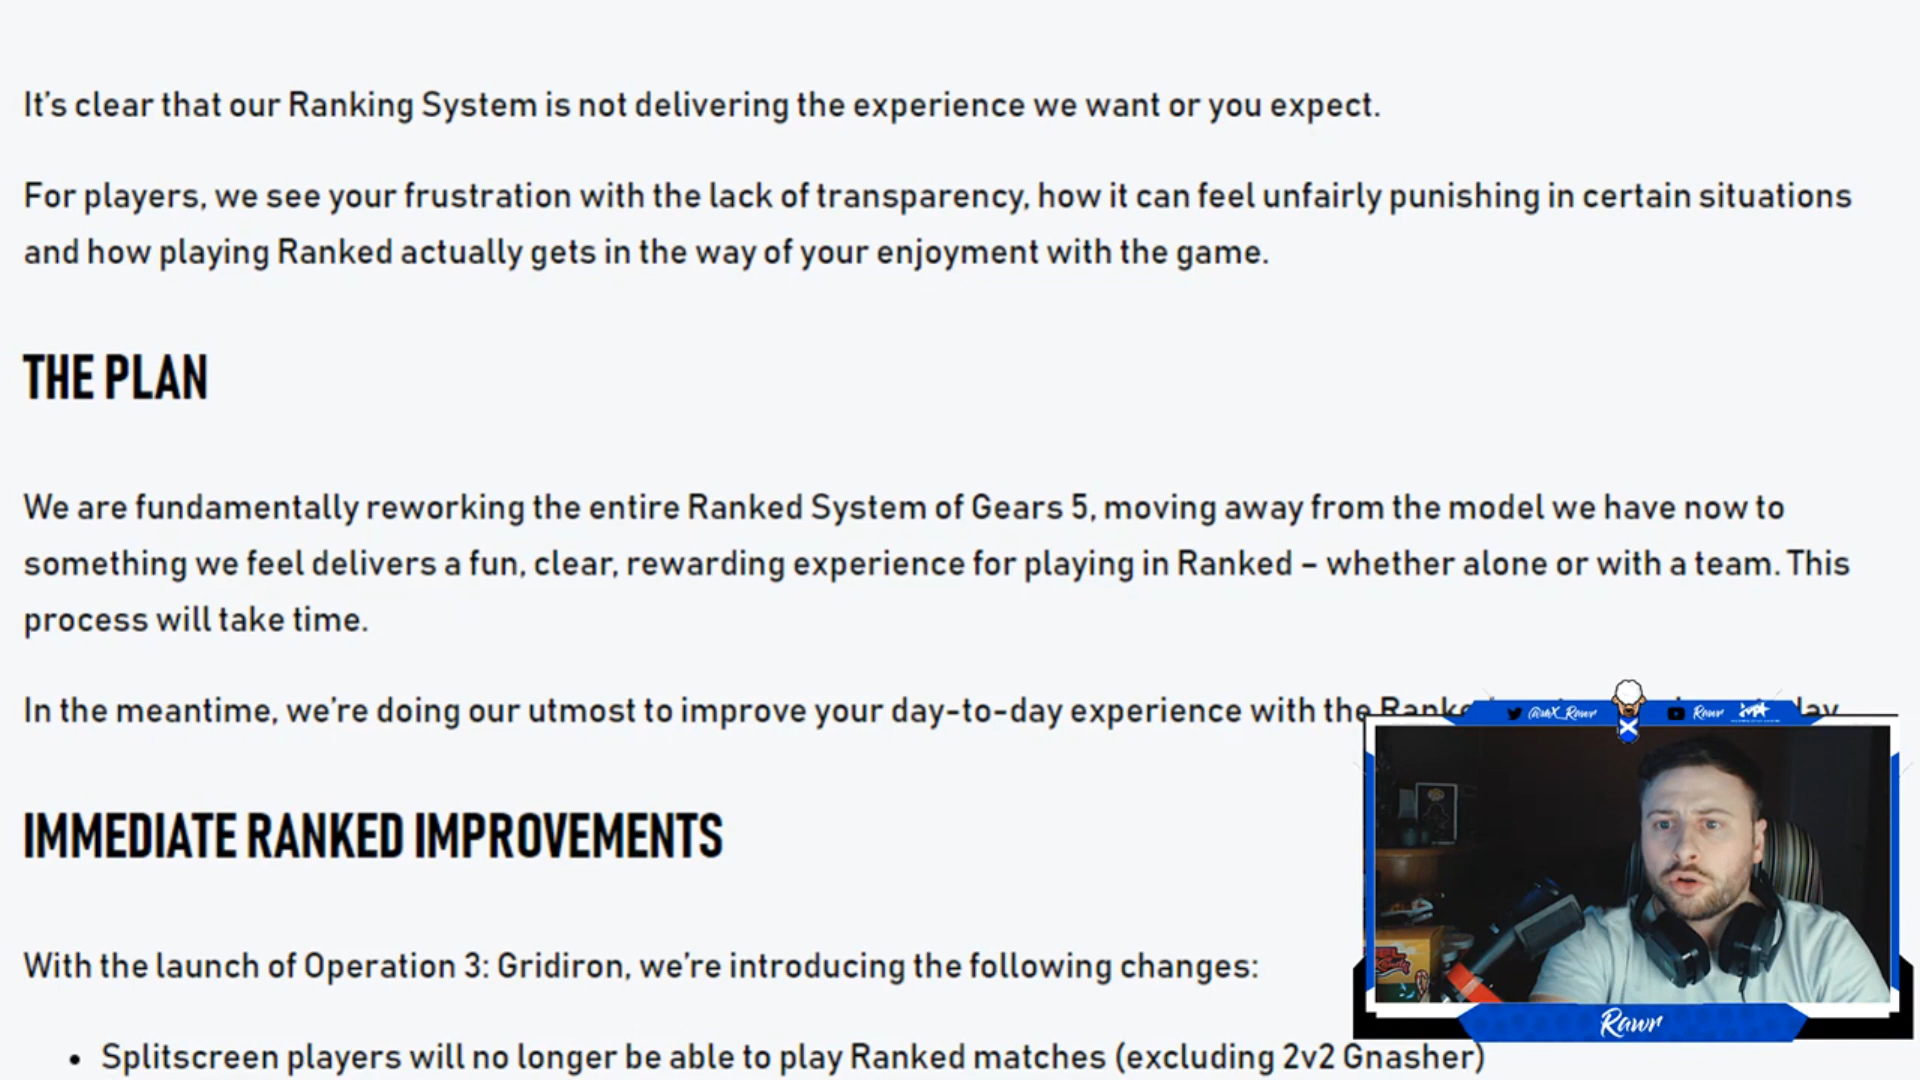 It's clear that our Ranking System is not delivering the experience we want or you expect.
For players, we see your frustration with the lack of transparency, how it can feel unfairly punishing in certain situations
and how playing Ranked actually gets in the way of your enjoyment with the game.
THE PLAN
We are fundamentally reworking the entire Ranked System of Gears 5, moving away from the model we have now to
something we feel delivers a fun, clear, rewarding experience for playing in Ranked – whether alone or with a team. This
process will take time.
In the meantime, we're doing our utmost to improve your day-to-day experience with the
@uhX_Rawr Rawr
IMMEDIATE RANKED IMPROVEMENTS
With the launch of Operation 3: Gridiron, we're introducing the following changes:
Rawr
• Splitscreen players will no longer be able to play Ranked matches (excluding 2v2 Gnasher)